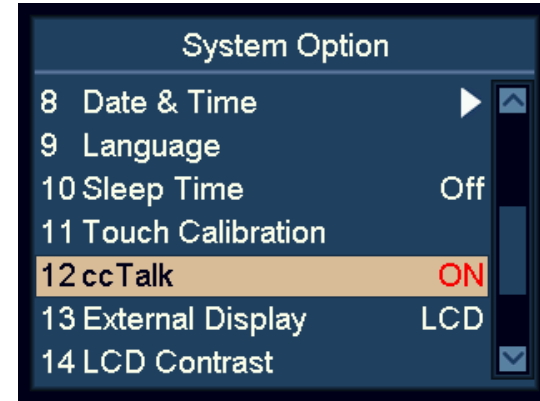 System Option
8 Date & Time
9 Language
10 Sleep Time Off
11 Touch Calibration
12 ccTalk ON
13 External Display LCD
14 LCD Contrast